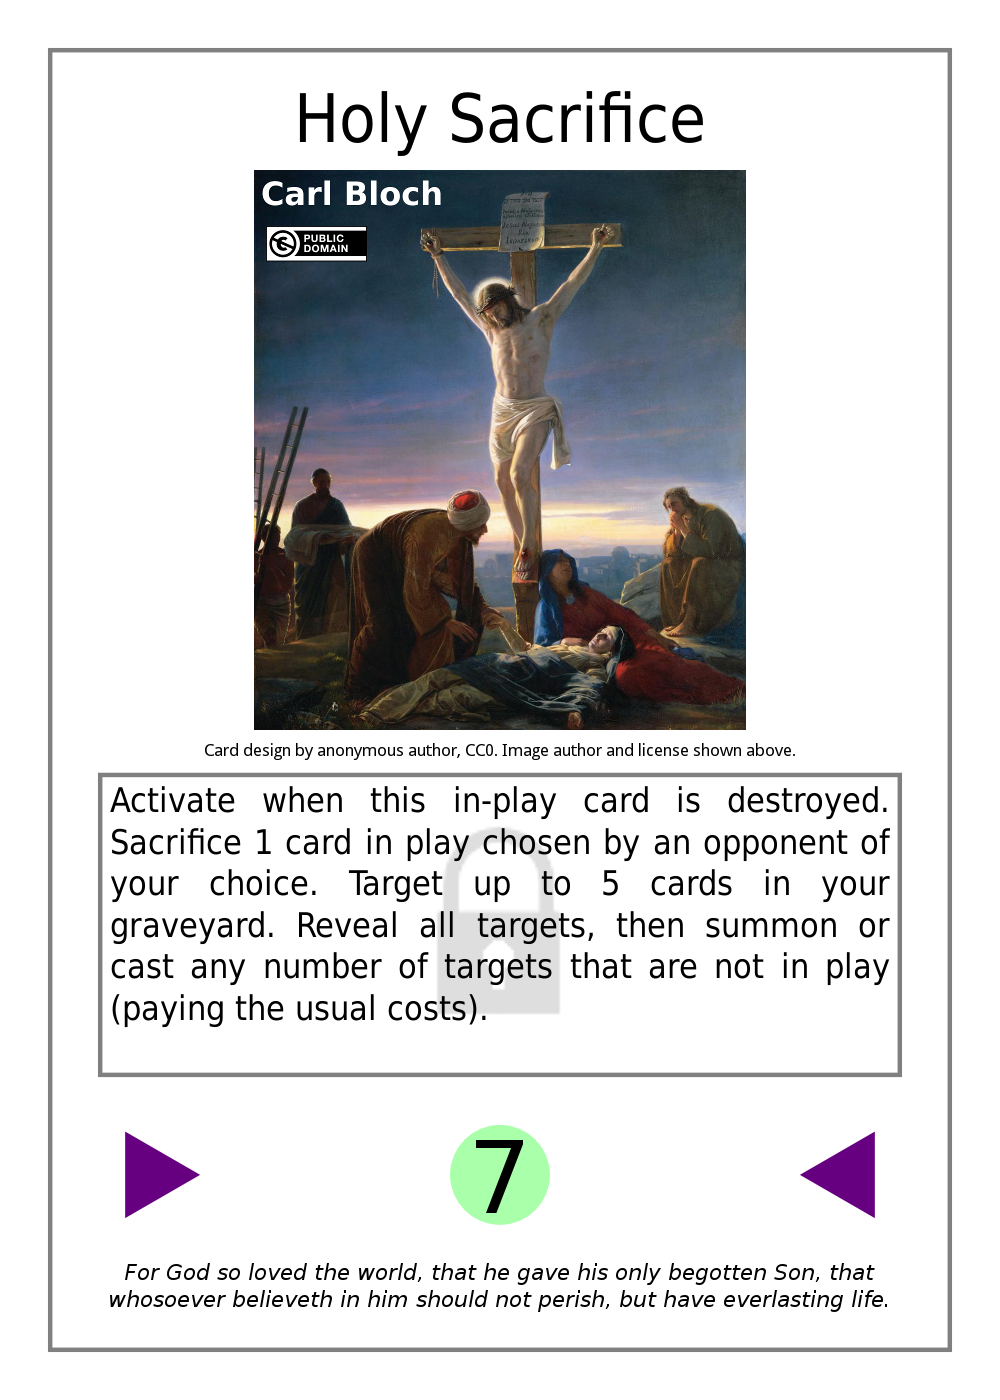 Holy Sacrifice
Carl Bloch
PUBLIC
DOMAIN
Card design by anonymous author, CC0. Image author and license shown above.
Activate when this in-play card is destroyed.
Sacrifice 1 card in play chosen by an opponent of
your choice. Target up to 5 cards in your
graveyard. Reveal all targets, then summon or
cast any number of targets that are not in play
(paying the usual costs).
7
For God so loved the world, that he gave his only begotten Son, that
whosoever believeth in him should not perish, but have everlasting life.